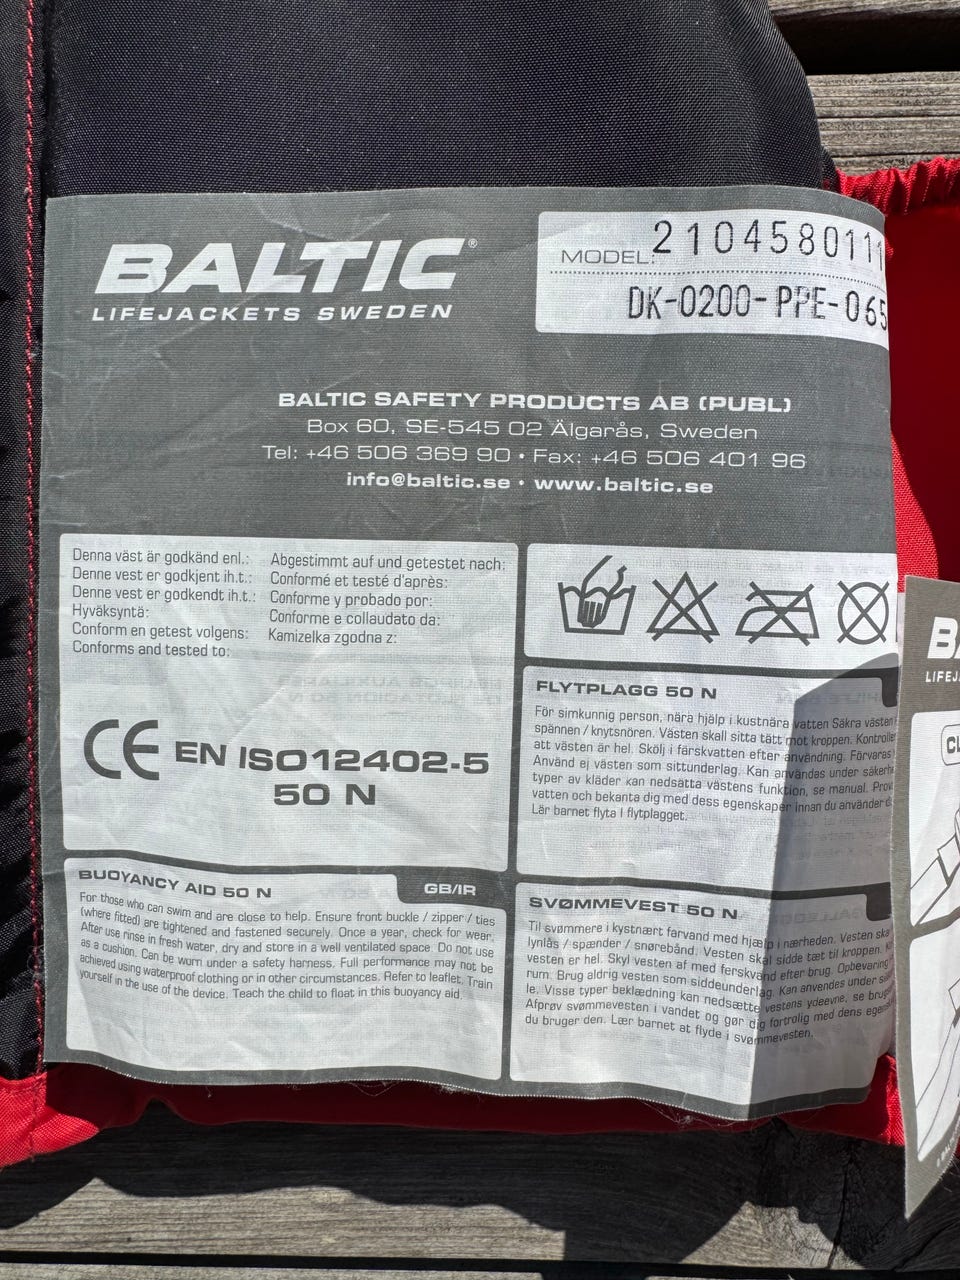 BALTIC®
LIFEJACKETS SWEDEN
MODEL: 2104580111
DK-0200-PPE-065
BALTIC SAFETY PRODUCTS AB (PUBL)
Box 60, SE-545 02 Älgarås, Sweden
Tel: +46 506 369 90 • Fax: +46 506 401 96
info@baltic.se • www.baltic.se
Denna väst är godkänd enl.:
Denne vest er godkjent ih.t.:
Denne vest er godkendt ih.t.:
Hyväksyntä:
Conform en getest volgens:
Conforms and tested to:
Abgestimmt auf und getestet nach:
Conformé et testé d'après:
Conforme y probado por:
Conforme e collaudato da:
Kamizelka zgodna z:
CE EN ISO12402-5
50 N
FLYTPLAGG 50 N
För simkunnig person, nära hjälp i kustnära vatten Säkra västen
spännen / knytsnören. Västen skall sitta tätt mot kroppen. Kontrolle
att västen är hel. Skölj i färskvatten efter användning. Förvaras
Använd ej västen som sittunderlag. Kan användas under säkerh
typer av kläder kan nedsätta västens funktion, se manual. Prov
vatten och bekanta dig med dess egenskaper innan du använder d
Lär barnet flyta i flytplagget.
BUOYANCY AID 50 N
GB/IR
For those who can swim and are close to help. Ensure front buckle / zipper / ties
(where fitted) are tightened and fastened securely. Once a year, check for wear.
After use rinse in fresh water, dry and store in a well ventilated space. Do not use
as a cushion. Can be worn under a safety harness. Full performance may not be
achieved using waterproof clothing or in other circumstances. Refer to leaflet. Train
yourself in the use of the device. Teach the child to float in this buoyancy aid.
SVØMMEVEST 50 N
Til svømmere i kystnært farvand med hjælp i nærheden. Vesten ska
lynlås / spænder / snørebånd. Vesten skal sidde tæt til kroppen.
vesten er hel. Skyl vesten af med ferskvand efter brug. Opbevaring
rum. Brug aldrig vesten som siddeunderlag. Kan anvendes under se
le. Visse typer beklædning kan nedsætte vestens ydeevne, se brug
Afprøv svømmevesten i vandet og gør dig fortrolig med dens egens
du bruger den. Lær barnet at flyde i svømmevesten.
B
LIFEJ
CL